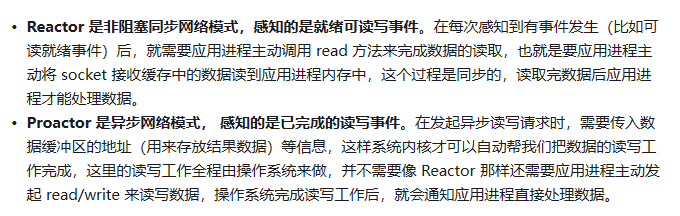 • Reactor 是非阻塞同步网络模式，感知的是就绪可读写事件。在每次感知到有事件发生（比如可
读就绪事件）后，就需要应用进程主动调用 read 方法来完成数据的读取，也就是要应用进程主
动将 socket 接收缓存中的数据读到应用进程内存中，这个过程是同步的，读取完数据后应用进
程才能处理数据。
• Proactor 是异步网络模式， 感知的是已完成的读写事件。在发起异步读写请求时，需要传入数
据缓冲区的地址（用来存放结果数据）等信息，这样系统内核才可以自动帮我们把数据的读写工
作完成，这里的读写工作全程由操作系统来做，并不需要像 Reactor 那样还需要应用进程主动发
起 read/write 来读写数据，操作系统完成读写工作后，就会通知应用进程直接处理数据。